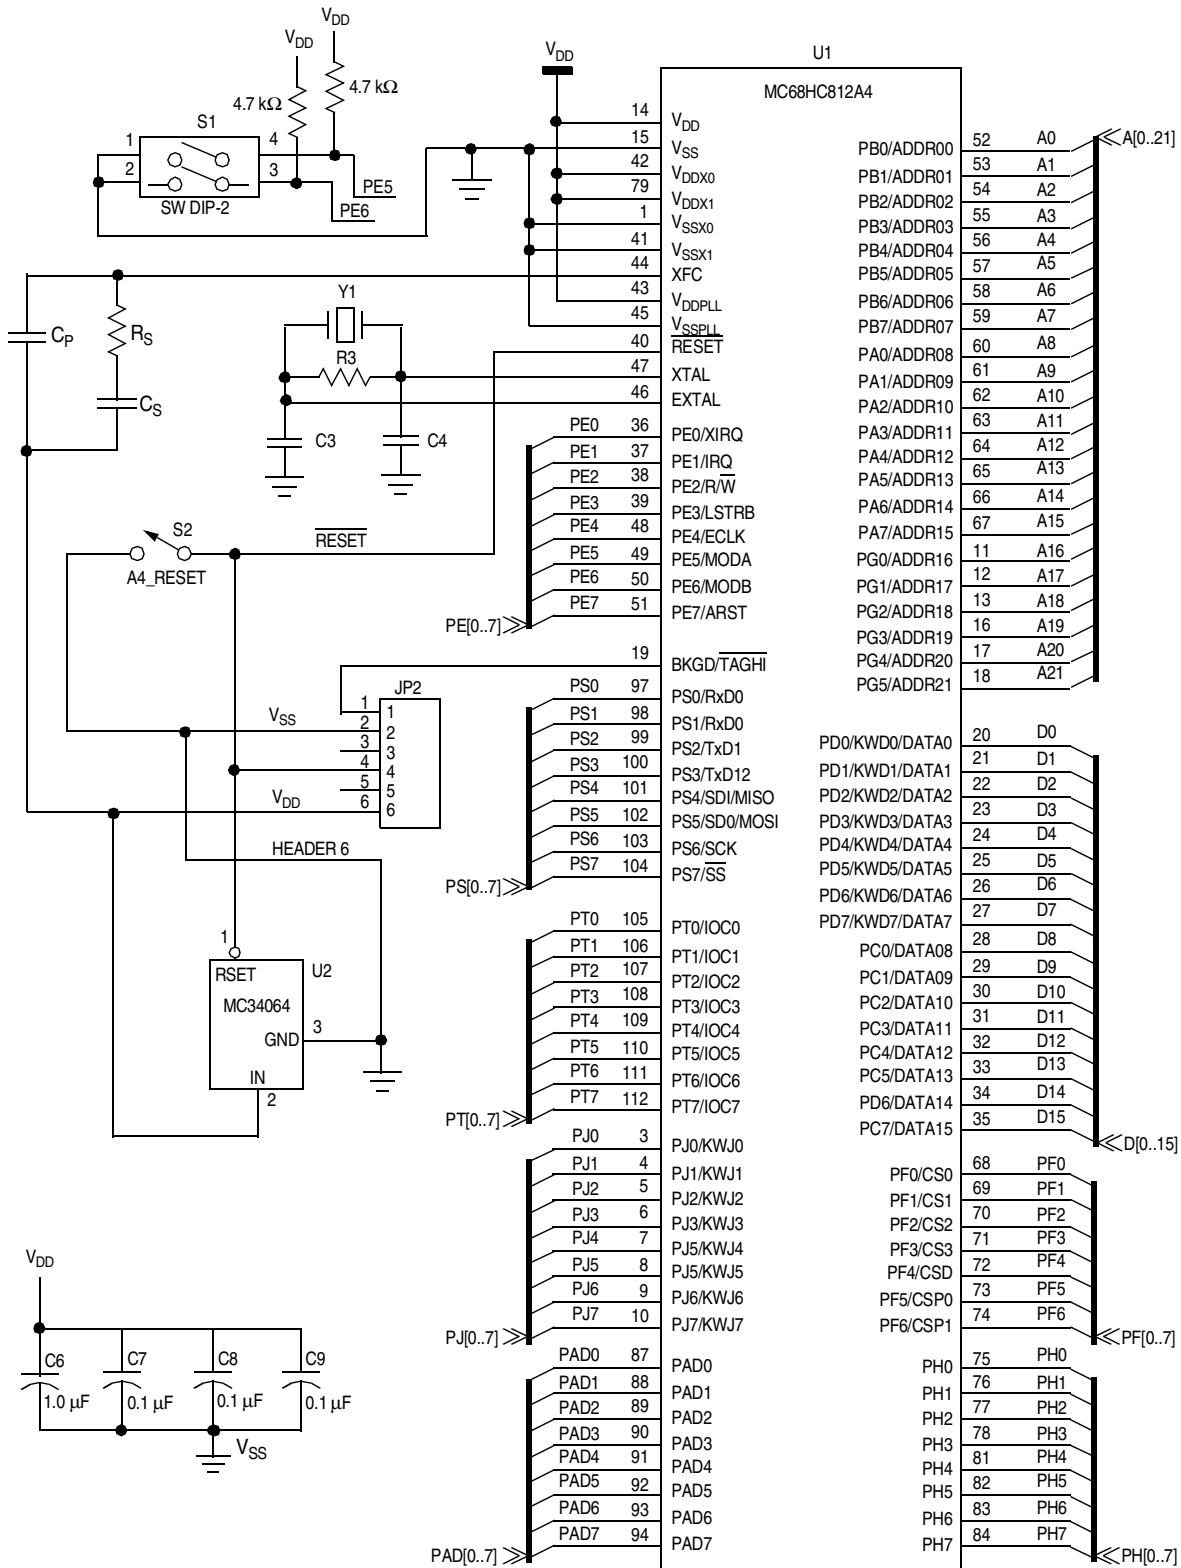 VDD
VDD
4.7 kΩ
4.7 kΩ
S1
1
2
4
3
SW DIP-2
PE5
PE6
CP
RS
CS
Y1
R3
C3
C4
S2
A4_RESET
RESET
JP2
VSS
VDD
1 1
2 2
3 3
4 4
5 5
6 6
HEADER 6
1
RSET
U2
MC34064
GND
3
IN
2
VDD
C6
1.0 µF
C7
0.1 µF
C8
0.1 µF
C9
0.1 µF
VSS
VDD
U1
MC68HC812A4
14 VDD
15 VSS
42 VDDX0
79 VDDX1
1 VSSX0
41 VSSX1
44 XFC
43 VDDPLL
45 VSSPLL
40 RESET
47 XTAL
46 EXTAL
PE0 36 PE0/XIRQ
PE1 37 PE1/IRQ
PE2 38 PE2/R/W
PE3 39 PE3/LSTRB
PE4 48 PE4/ECLK
PE5 49 PE5/MODA
PE6 50 PE6/MODB
PE7 51 PE7/ARST
PE[0..7]
19 BKGD/TAGHI
PS0 97 PS0/RxD0
PS1 98 PS1/RxD0
PS2 99 PS2/TxD1
PS3 100 PS3/TxD12
PS4 101 PS4/SDI/MISO
PS5 102 PS5/SD0/MOSI
PS6 103 PS6/SCK
PS7 104 PS7/SS
PS[0..7]
PT0 105 PT0/IOC0
PT1 106 PT1/IOC1
PT2 107 PT2/IOC2
PT3 108 PT3/IOC3
PT4 109 PT4/IOC4
PT5 110 PT5/IOC5
PT6 111 PT6/IOC6
PT7 112 PT7/IOC7
PT[0..7]
PJ0 3 PJ0/KWJ0
PJ1 4 PJ1/KWJ1
PJ2 5 PJ2/KWJ2
PJ3 6 PJ3/KWJ3
PJ4 7 PJ5/KWJ4
PJ5 8 PJ5/KWJ5
PJ6 9 PJ6/KWJ6
PJ7 10 PJ7/KWJ7
PJ[0..7]
PAD0 87 PAD0
PAD1 88 PAD1
PAD2 89 PAD2
PAD3 90 PAD3
PAD4 91 PAD4
PAD5 92 PAD5
PAD6 93 PAD6
PAD7 94 PAD7
PAD[0..7]
PB0/ADDR00 52 A0
A[0..21]
PB1/ADDR01 53 A1
PB2/ADDR02 54 A2
PB3/ADDR03 55 A3
PB4/ADDR04 56 A4
PB5/ADDR05 57 A5
PB6/ADDR06 58 A6
PB7/ADDR07 59 A7
PA0/ADDR08 60 A8
PA1/ADDR09 61 A9
PA2/ADDR10 62 A10
PA3/ADDR11 63 A11
PA4/ADDR12 64 A12
PA5/ADDR13 65 A13
PA6/ADDR14 66 A14
PA7/ADDR15 67 A15
PG0/ADDR16 11 A16
PG1/ADDR17 12 A17
PG2/ADDR18 13 A18
PG3/ADDR19 16 A19
PG4/ADDR20 17 A20
PG5/ADDR21 18 A21
PD0/KWD0/DATA0 20 D0
PD1/KWD1/DATA1 21 D1
PD2/KWD2/DATA2 22 D2
PD3/KWD3/DATA3 23 D3
PD4/KWD4/DATA4 24 D4
PD5/KWD5/DATA5 25 D5
PD6/KWD6/DATA6 26 D6
PD7/KWD7/DATA7 27 D7
PC0/DATA08 28 D8
PC1/DATA09 29 D9
PC2/DATA10 30 D10
PC3/DATA11 31 D11
PC4/DATA12 32 D12
PC5/DATA13 33 D13
PD6/DATA14 34 D14
PC7/DATA15 35 D15
D[0..15]
PF0/CS0 68 PF0
PF1/CS1 69 PF1
PF2/CS2 70 PF2
PF3/CS3 71 PF3
PF4/CSD 72 PF4
PF5/CSP0 73 PF5
PF6/CSP1 74 PF6
PF[0..7]
PH0 75 PH0
PH1 76 PH1
PH2 77 PH2
PH3 78 PH3
PH4 81 PH4
PH5 82 PH5
PH6 83 PH6
PH7 84 PH7
PH[0..7]